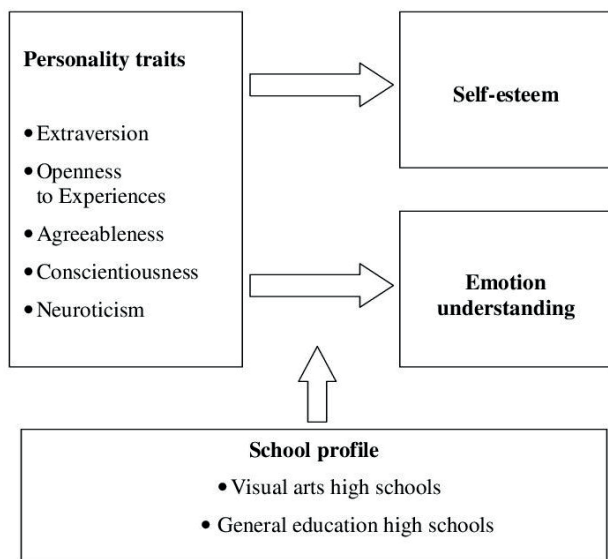 Personality traits
• Extraversion
• Openness
to Experiences
• Agreeableness
• Conscientiousness
• Neuroticism
Self-esteem
Emotion
understanding
School profile
• Visual arts high schools
• General education high schools